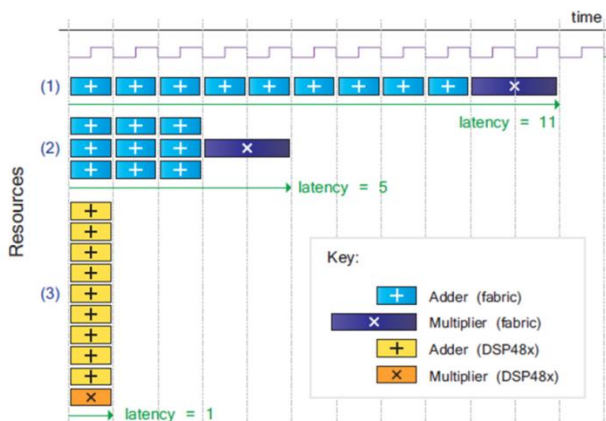 time
(1)
latency = 11
(2)
latency = 5
Resources
(3)
latency = 1
Key:
Adder (fabric)
Multiplier (fabric)
Adder (DSP48x)
Multiplier (DSP48x)